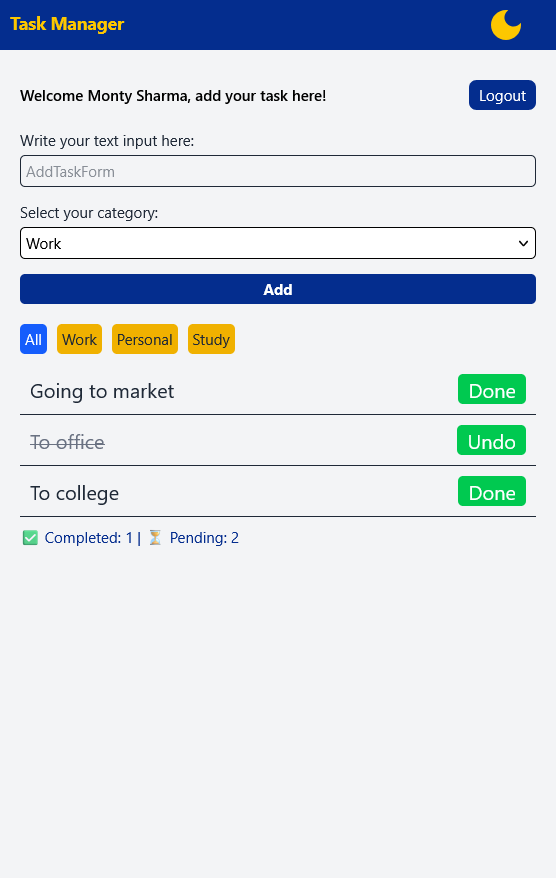 Task Manager
Welcome Monty Sharma, add your task here! Logout
Write your text input here:
AddTaskForm
Select your category:
Work
Add
All Work Personal Study
Going to market Done
To office Undo
To college Done
✅ Completed: 1 | ⏳ Pending: 2